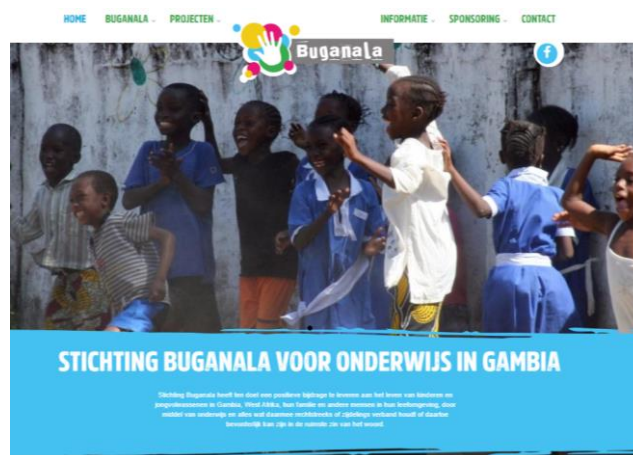 HOME BUGANALA PROJECTEN INFORMATIE SPONSORING CONTACT
Buganala
f
STICHTING BUGANALA VOOR ONDERWIJS IN GAMBIA
Stichting Buganala heeft ten doel een positieve bijdrage te leveren aan het leven van kinderen en
jongvolwassenen in Gambia, West Afrika, hun familie en andere mensen in hun leefomgeving, door
middel van onderwijs en alles wat daarmee rechtstreeks of zijdelings verband houdt of daartoe
bevorderlijk kan zijn in de ruimste zin van het woord.